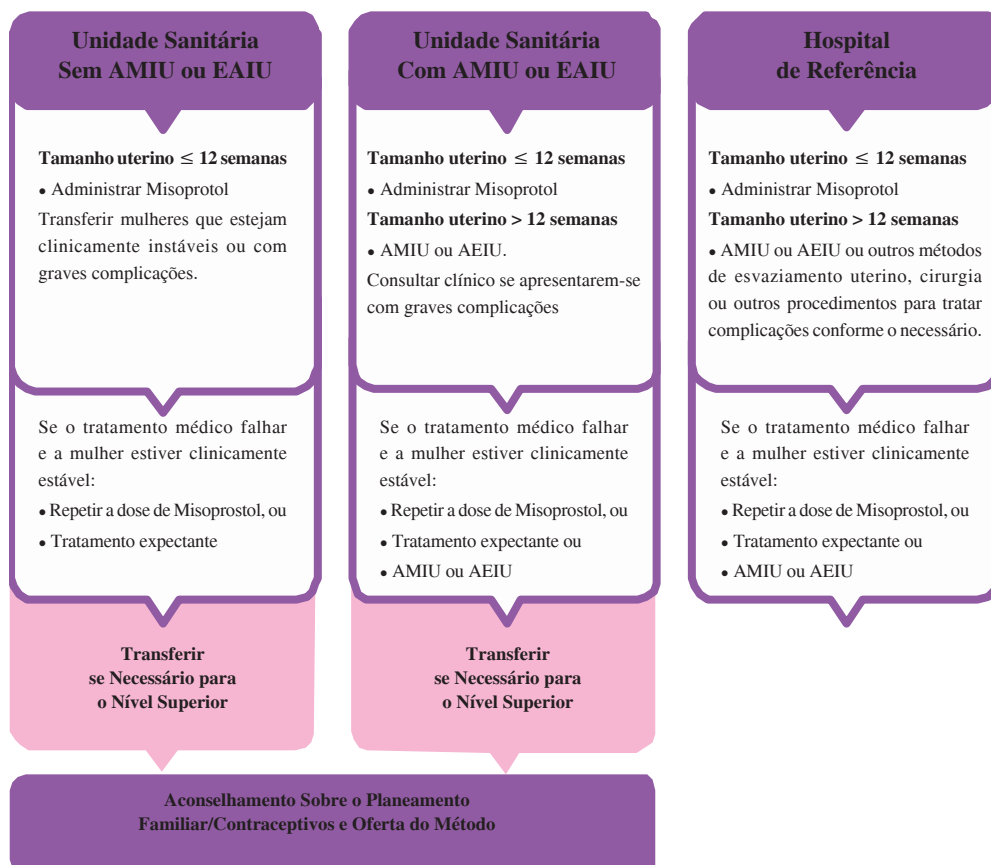 Unidade Sanitária
Sem AMIU ou EAIU
Tamanho uterino ≤ 12 semanas
• Administrar Misoprotol
Transferir mulheres que estejam
clinicamente instáveis ou com
graves complicações.
Se o tratamento médico falhar
e a mulher estiver clinicamente
estável:
• Repetir a dose de Misoprostol, ou
• Tratamento expectante
Transferir
se Necessário para
o Nível Superior
Unidade Sanitária
Com AMIU ou EAIU
Tamanho uterino ≤ 12 semanas
• Administrar Misoprotol
Tamanho uterino > 12 semanas
• AMIU ou AEIU.
Consultar clínico se apresentarem-se
com graves complicações
Se o tratamento médico falhar
e a mulher estiver clinicamente
estável:
• Repetir a dose de Misoprostol, ou
• Tratamento expectante ou
• AMIU ou AEIU
Transferir
se Necessário para
o Nível Superior
Hospital
de Referência
Tamanho uterino ≤ 12 semanas
• Administrar Misoprotol
Tamanho uterino > 12 semanas
• AMIU ou AEIU ou outros métodos
de esvaziamento uterino, cirurgia
ou outros procedimentos para tratar
complicações conforme o necessário.
Se o tratamento médico falhar
e a mulher estiver clinicamente
estável:
• Repetir a dose de Misoprostol, ou
• Tratamento expectante ou
• AMIU ou AEIU
Aconselhamento Sobre o Planeamento
Familiar/Contraceptivos e Oferta do Método